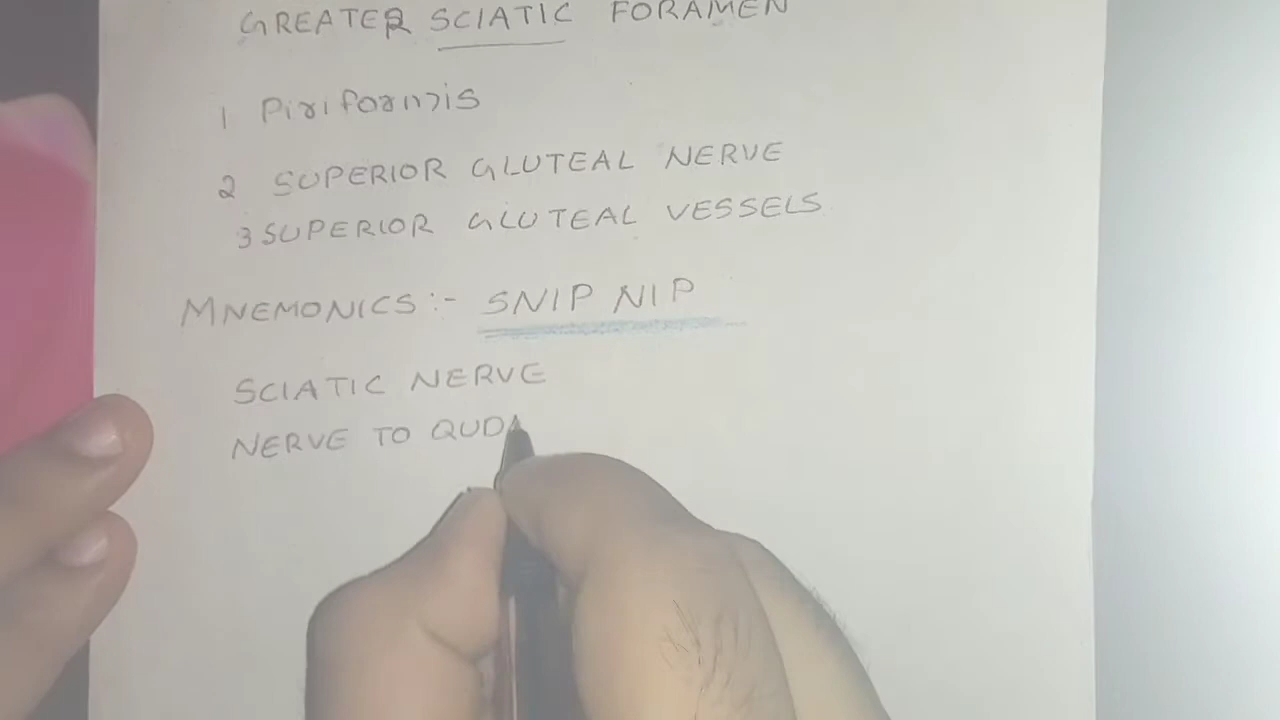 GREATER SCIATIC FORAMEN
1 Piriformis
2 SUPERIOR GLUTEAL NERVE
3 SUPERIOR GLUTEAL VESSELS
MNEMONICS :- SNIP NIP
SCIATIC NERVE
NERVE TO QUDA